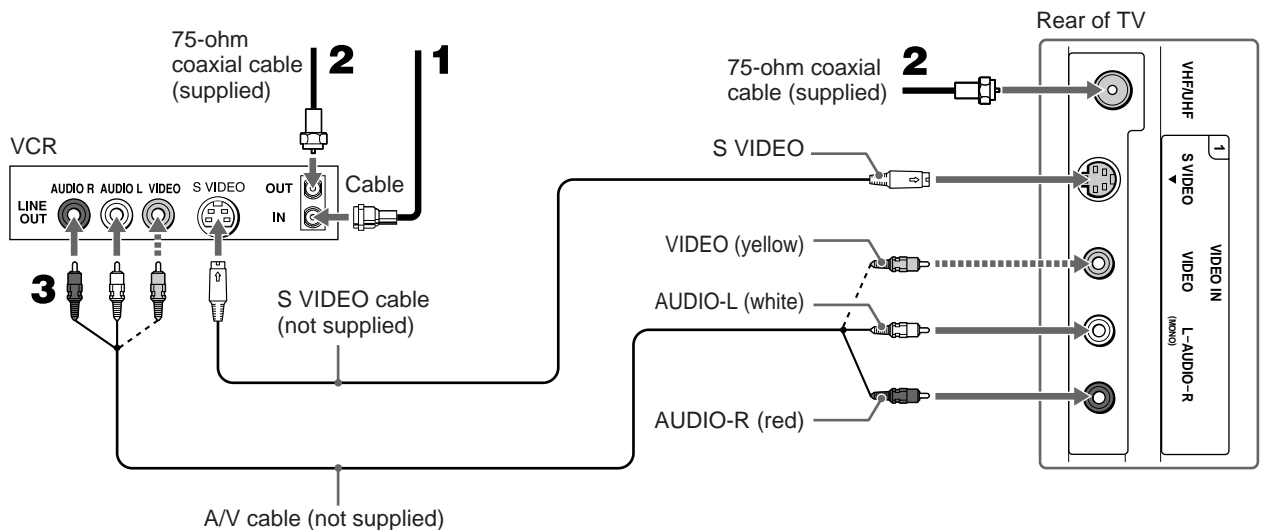 Rear of TV
75-ohm
coaxial cable
(supplied)
2
1
75-ohm coaxial
cable (supplied)
2
VHF/UHF
VCR
S VIDEO
1
S VIDEO
AUDIO R AUDIO L VIDEO
S VIDEO
OUT
Cable
LINE
OUT
IN
VIDEO (yellow)
VIDEO IN
VIDEO
3
S VIDEO cable
(not supplied)
AUDIO-L (white)
L-AUDIO-R
(MONO)
AUDIO-R (red)
A/V cable (not supplied)